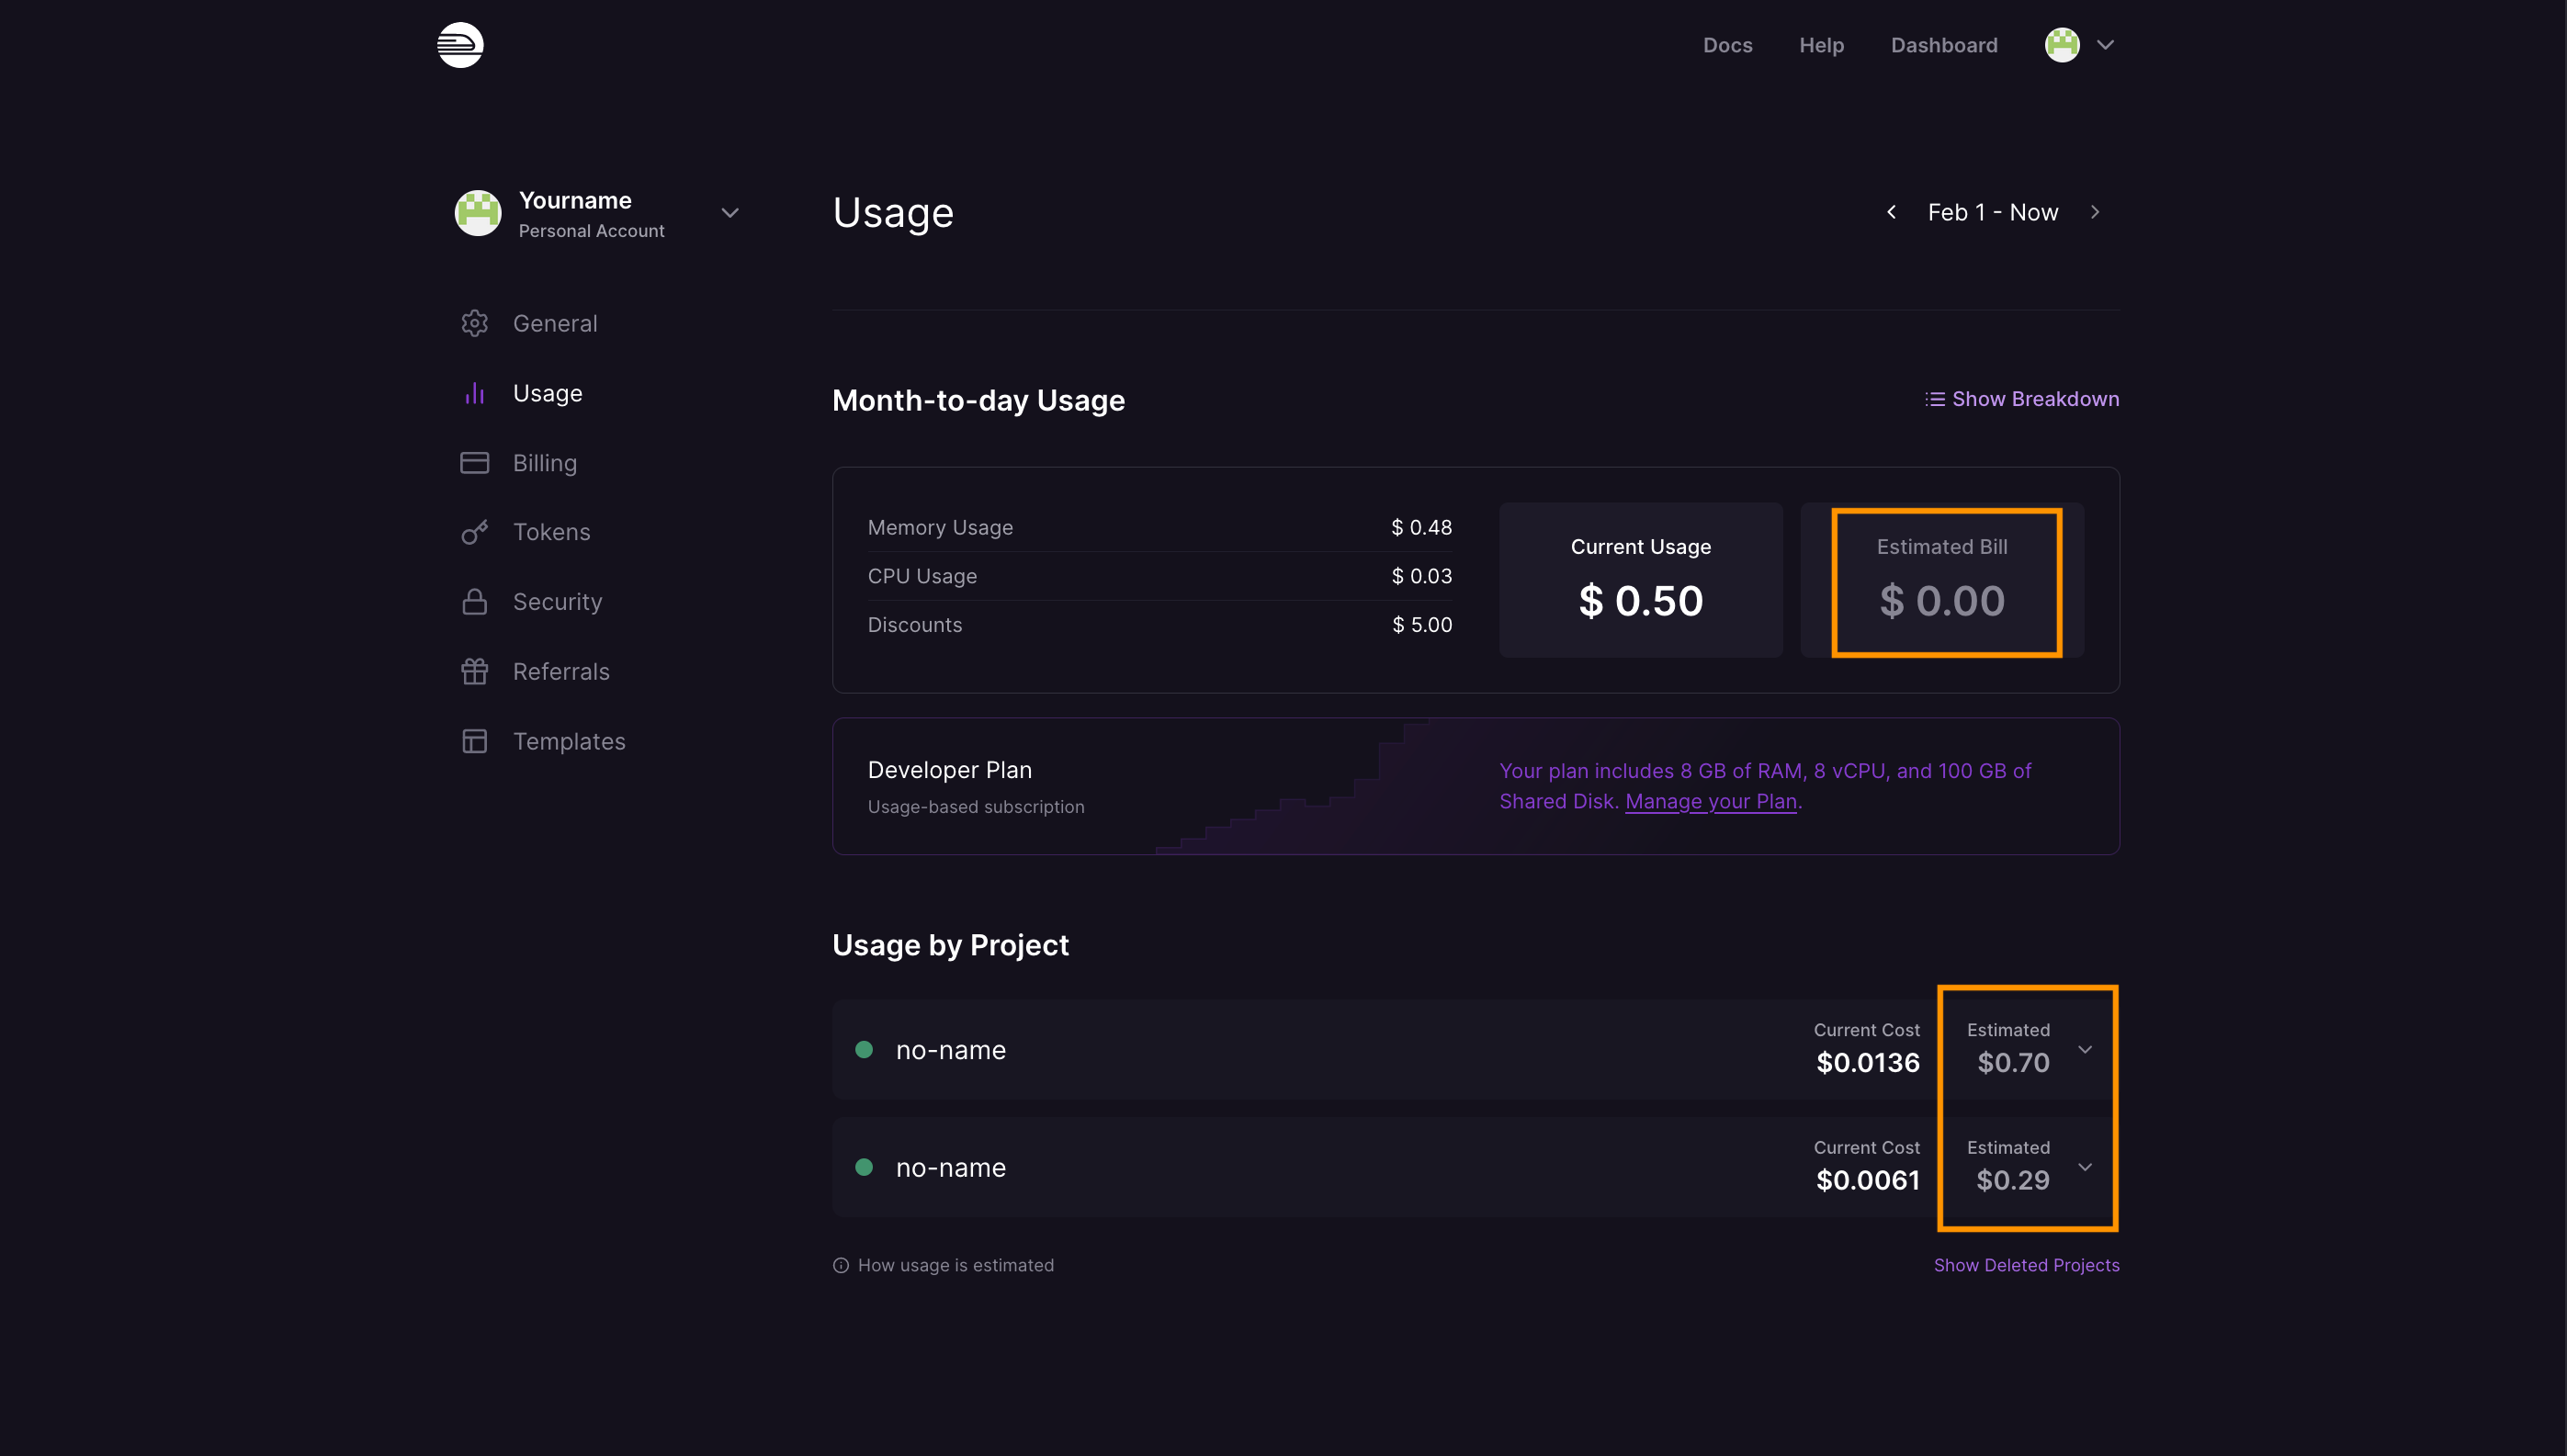 Docs Help Dashboard
Yourname
Personal Account
General
Usage
Billing
Tokens
Security
Referrals
Templates
Usage
Feb 1 - Now
Month-to-day Usage
Show Breakdown
Memory Usage $ 0.48
CPU Usage $ 0.03
Discounts $ 5.00
Current Usage
$ 0.50
Estimated Bill
$ 0.00
Developer Plan
Usage-based subscription
Your plan includes 8 GB of RAM, 8 vCPU, and 100 GB of
Shared Disk. Manage your Plan.
Usage by Project
no-name
Current Cost
$0.0136
Estimated
$0.70
no-name
Current Cost
$0.0061
Estimated
$0.29
How usage is estimated
Show Deleted Projects